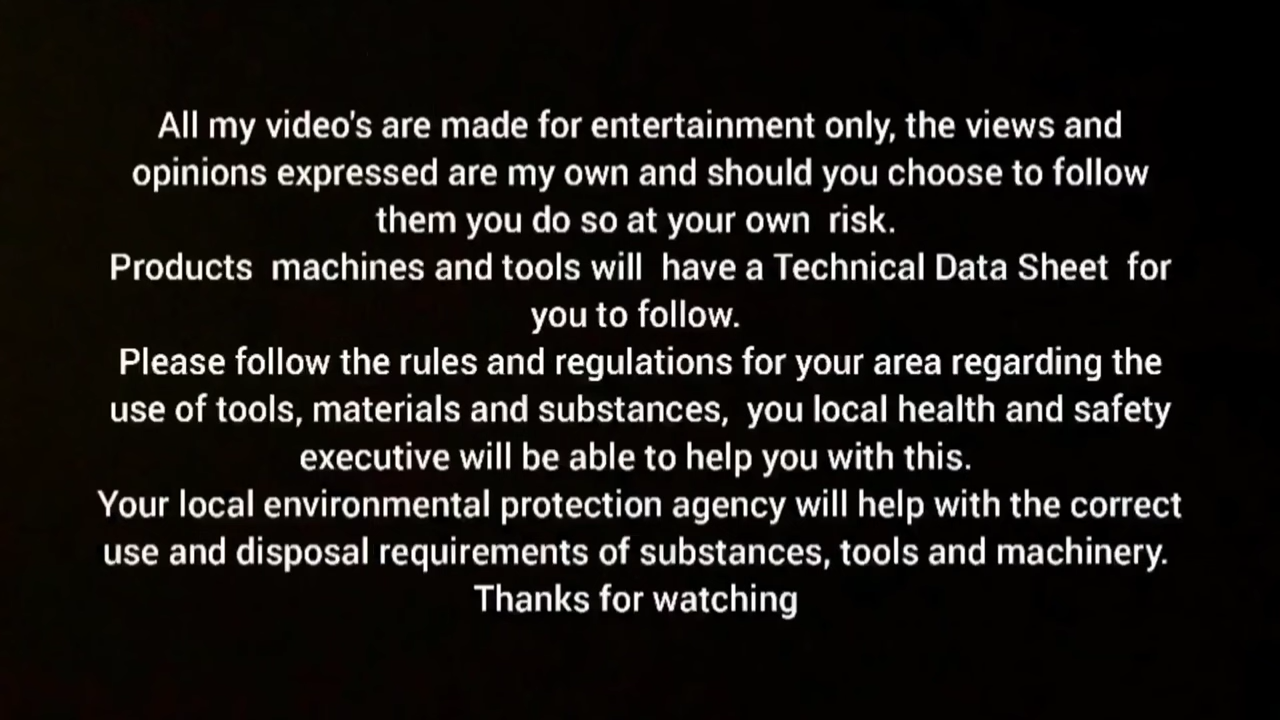 All my video's are made for entertainment only, the views and
opinions expressed are my own and should you choose to follow
them you do so at your own  risk.
Products  machines and tools will  have a Technical Data Sheet  for
you to follow.
Please follow the rules and regulations for your area regarding the
use of tools, materials and substances,  you local health and safety
executive will be able to help you with this.
Your local environmental protection agency will help with the correct
use and disposal requirements of substances, tools and machinery.
Thanks for watching